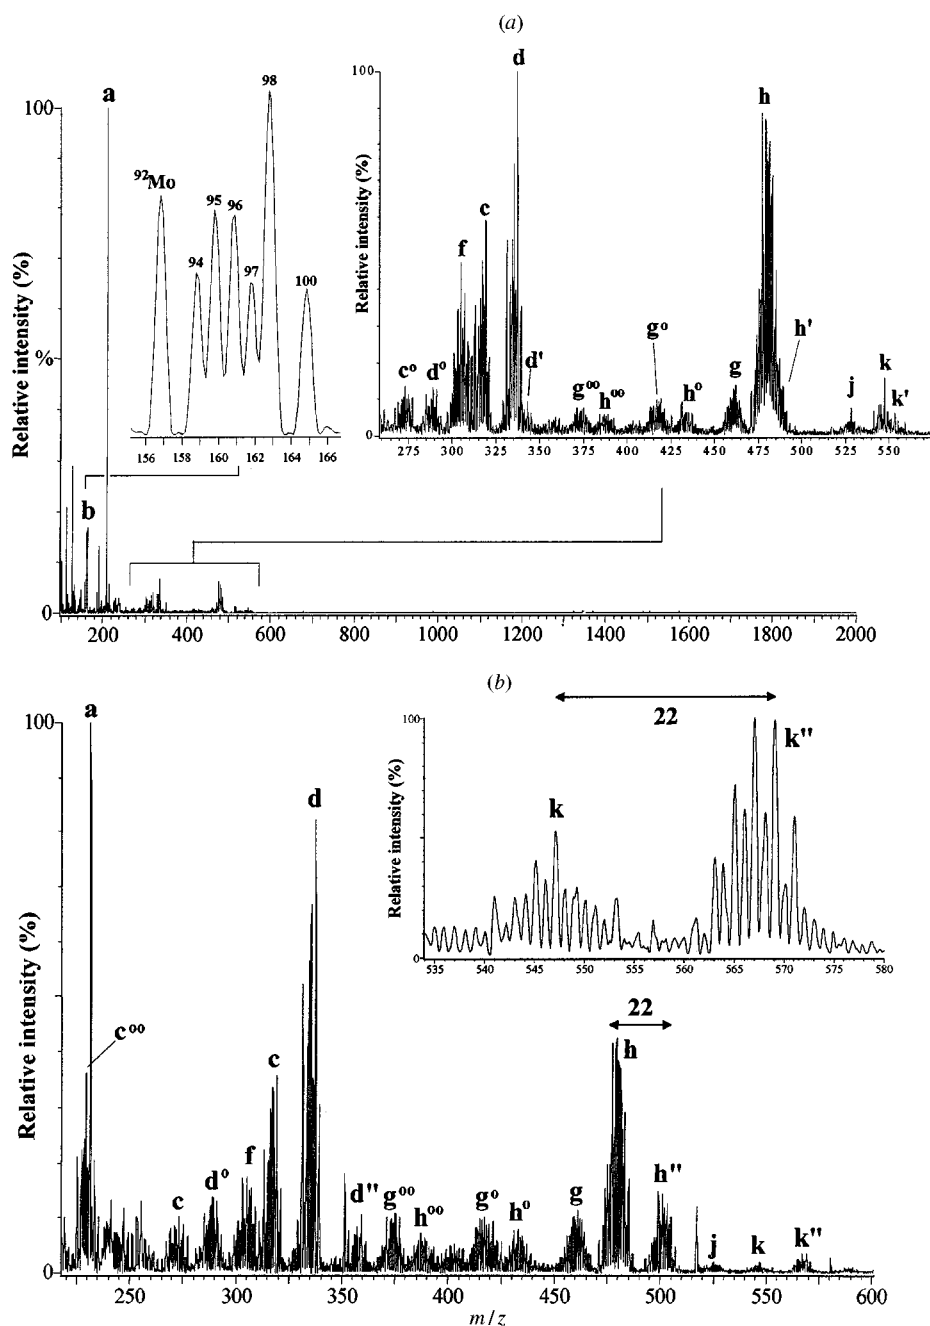 (a)
Relative intensity (%)
100
%
0
a
b
200 400 600 800 1000 1200 1400 1600 1800 2000
92Mo
94
95
96
97
98
100
156 158 160 162 164 166
Relative intensity (%)
100
0
c° d° f c d d' g°° h°° g° h° g h h' j k k'
275 300 325 350 375 400 425 450 475 500 525 550
(b)
Relative intensity (%)
100
0
a
c°° c d° f c d d'' g°° h°° g° h° g h h'' j k k''
22
250 300 350 400 450 500 550 600
m/z
22
Relative intensity (%)
100
0
k
k''
535 540 545 550 555 560 565 570 575 580